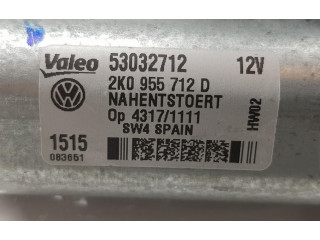 Valeo 53032712 12V
2K0 955 712 D
NAHENTSTOERT
Op 4317/1111
SW4 SPAIN
HW02
1515
083651